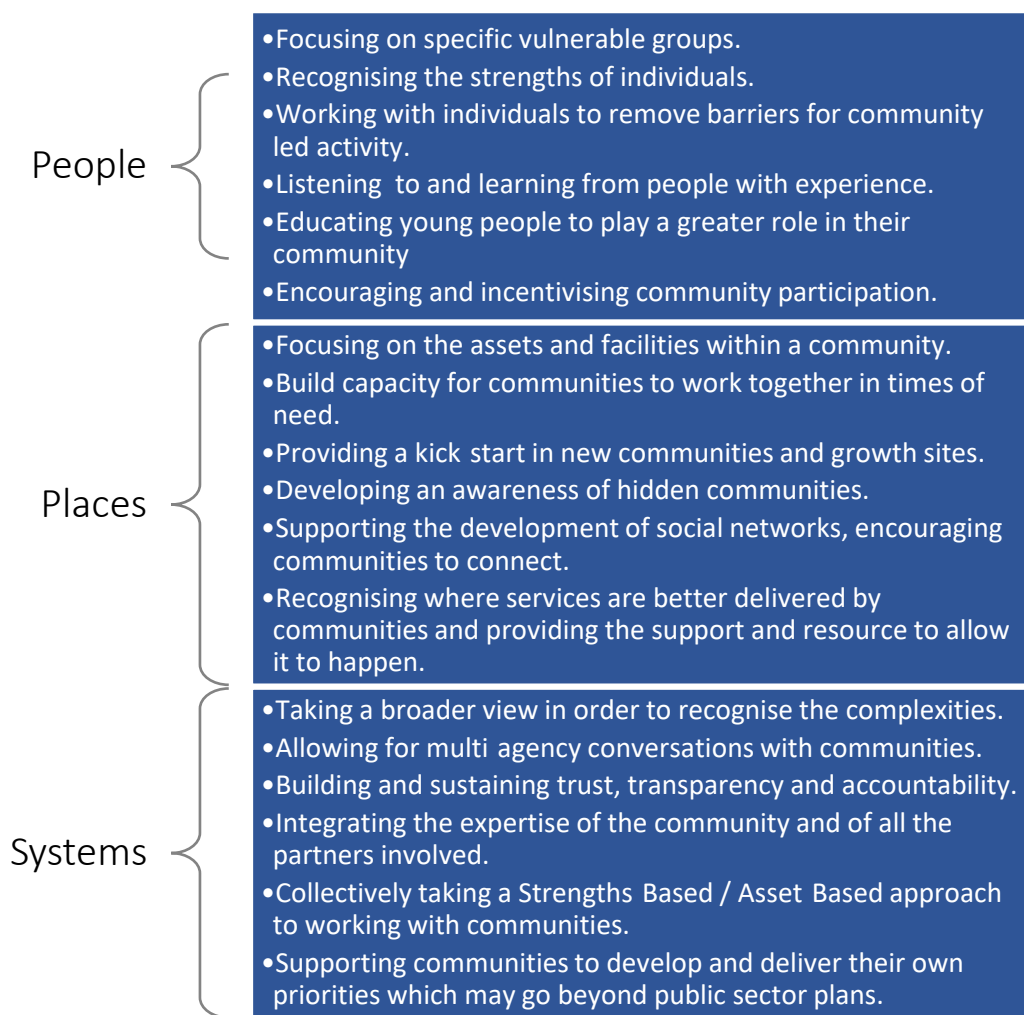 People
•Focusing on specific vulnerable groups.
•Recognising the strengths of individuals.
•Working with individuals to remove barriers for community
led activity.
•Listening to and learning from people with experience.
•Educating young people to play a greater role in their
community
•Encouraging and incentivising community participation.
Places
•Focusing on the assets and facilities within a community.
•Build capacity for communities to work together in times of
need.
•Providing a kick start in new communities and growth sites.
•Developing an awareness of hidden communities.
•Supporting the development of social networks, encouraging
communities to connect.
•Recognising where services are better delivered by
communities and providing the support and resource to allow
it to happen.
Systems
•Taking a broader view in order to recognise the complexities.
•Allowing for multi agency conversations with communities.
•Building and sustaining trust, transparency and accountability.
•Integrating the expertise of the community and of all the
partners involved.
•Collectively taking a Strengths Based / Asset Based approach
to working with communities.
•Supporting communities to develop and deliver their own
priorities which may go beyond public sector plans.